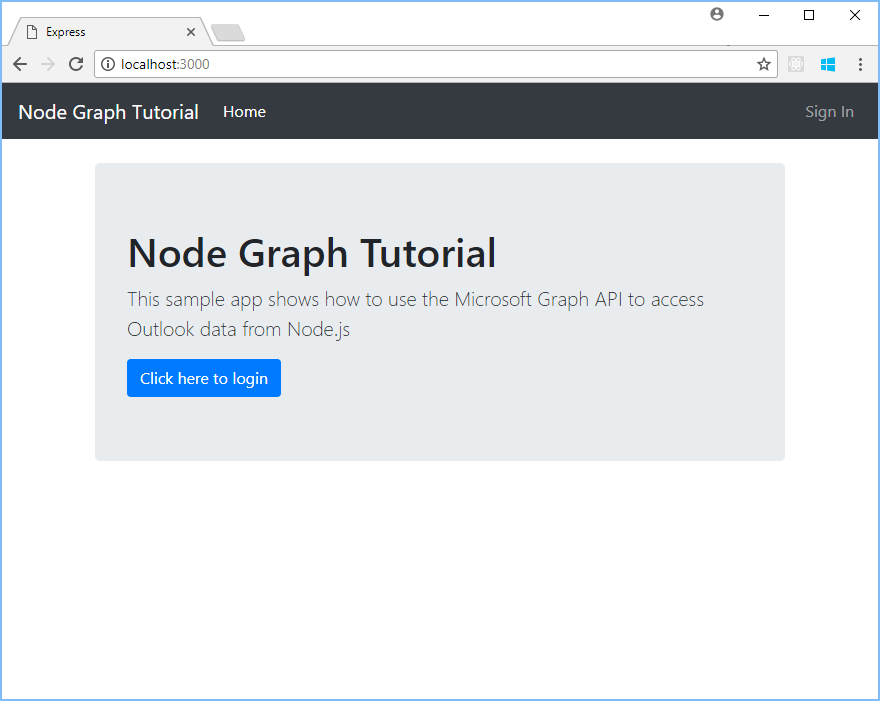 Express
localhost:3000
Node Graph Tutorial Home Sign In
Node Graph Tutorial
This sample app shows how to use the Microsoft Graph API to access
Outlook data from Node.js
Click here to login